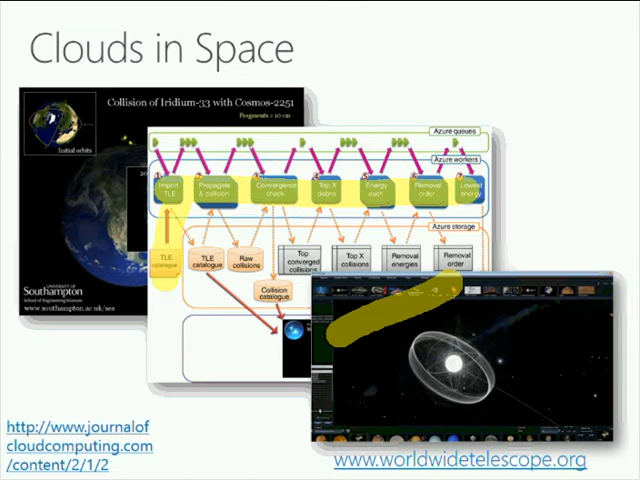 Clouds in Space
Collision of Iridium-33 with Cosmos-2251
Fragments ≥ 10 cm
Initial orbits
Azure queues
Azure workers
Import TLE
Propagate & collision
Convergance check
Top X debris
Energy each
Removal order
Lowest energy
Azure storage
TLE catalogue
TLE catalogue
Raw collisions
Top converged collisions
Top X collisions
Removal energies
Removal order
Collision catalogue
UNIVERSITY OF
Southampton
School of Engineering Sciences
www.southampton.ac.uk/ses
http://www.journalof
cloudcomputing.com
/content/2/1/2
www.worldwidetelescope.org